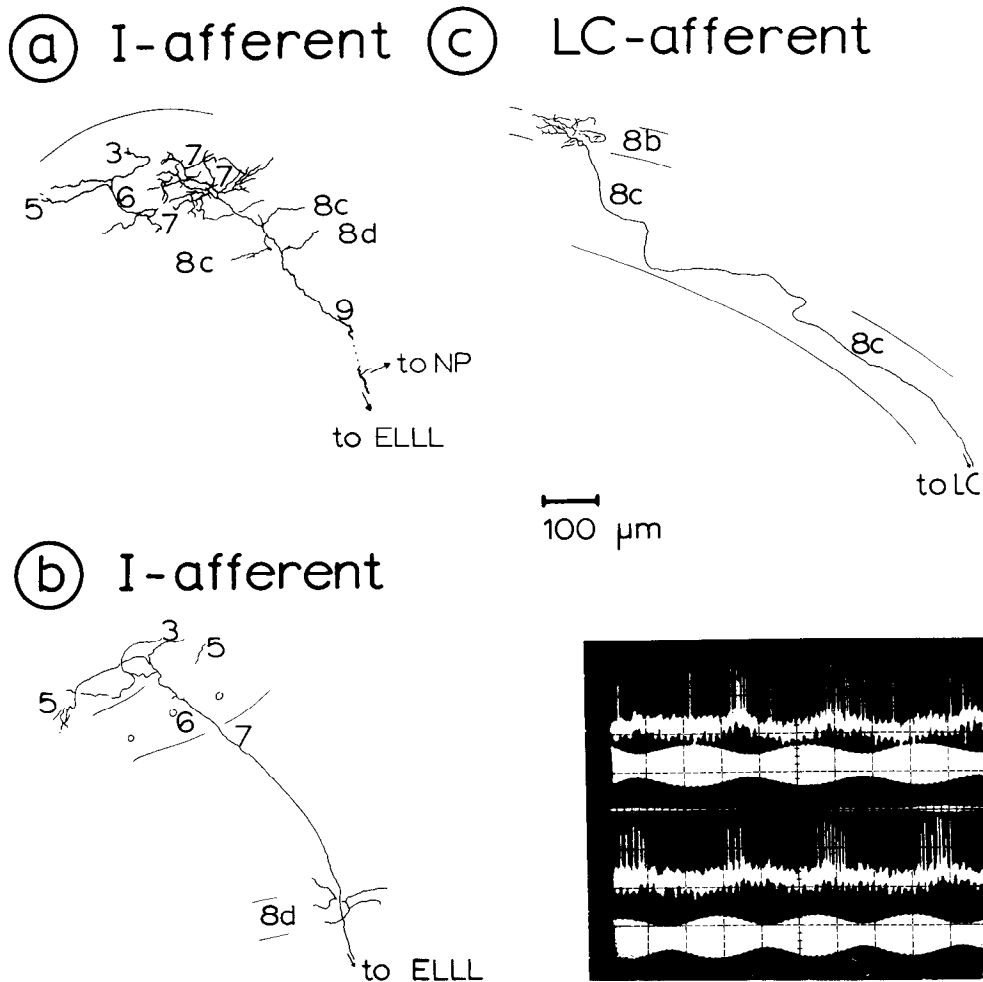 a I-afferent
3
7
7
5
6
7
8c
8d
8c
9
to NP
to ELLL
c LC-afferent
8b
8c
8c
to LC
100 µm
b I-afferent
3
5
5
6
7
8d
to ELLL